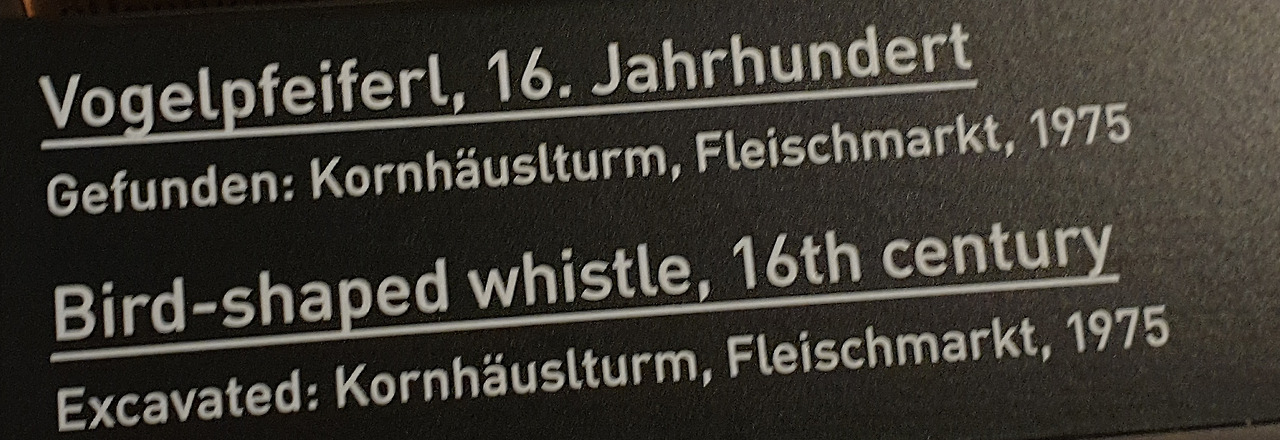 Vogelpfeiferl, 16. Jahrhundert
Gefunden: Kornhäuslturm, Fleischmarkt, 1975
Bird-shaped whistle, 16th century
Excavated: Kornhäuslturm, Fleischmarkt, 1975